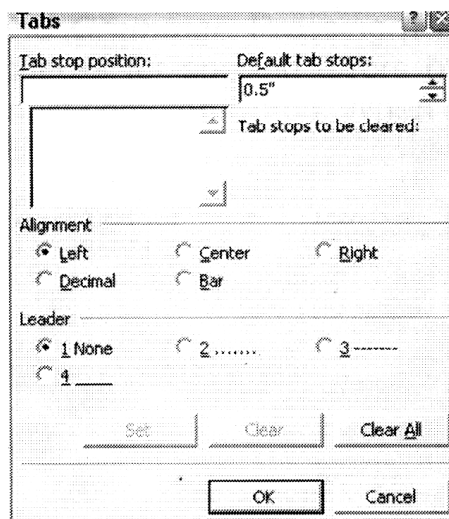 Tabs
Tab stop position:
Default tab stops:
0.5"
Tab stops to be cleared:
Alignment
Left Center Right
Decimal Bar
Leader
1 None 2 ....... 3 -------
4 ____
Set Clear Clear All
OK Cancel